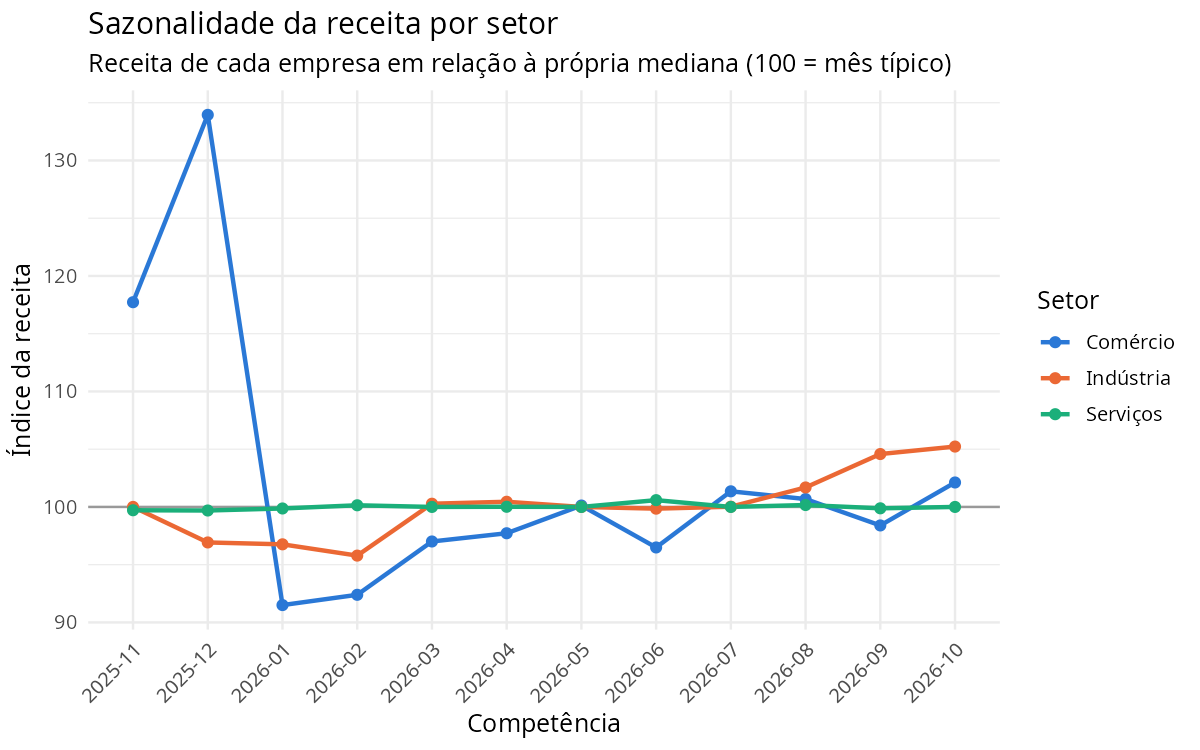 Sazonalidade da receita por setor
Receita de cada empresa em relação à própria mediana (100 = mês típico)
Índice da receita
130
120
110
100
90
2025-11
2025-12
2026-01
2026-02
2026-03
2026-04
2026-05
2026-06
2026-07
2026-08
2026-09
2026-10
Competência
Setor
Comércio
Indústria
Serviços